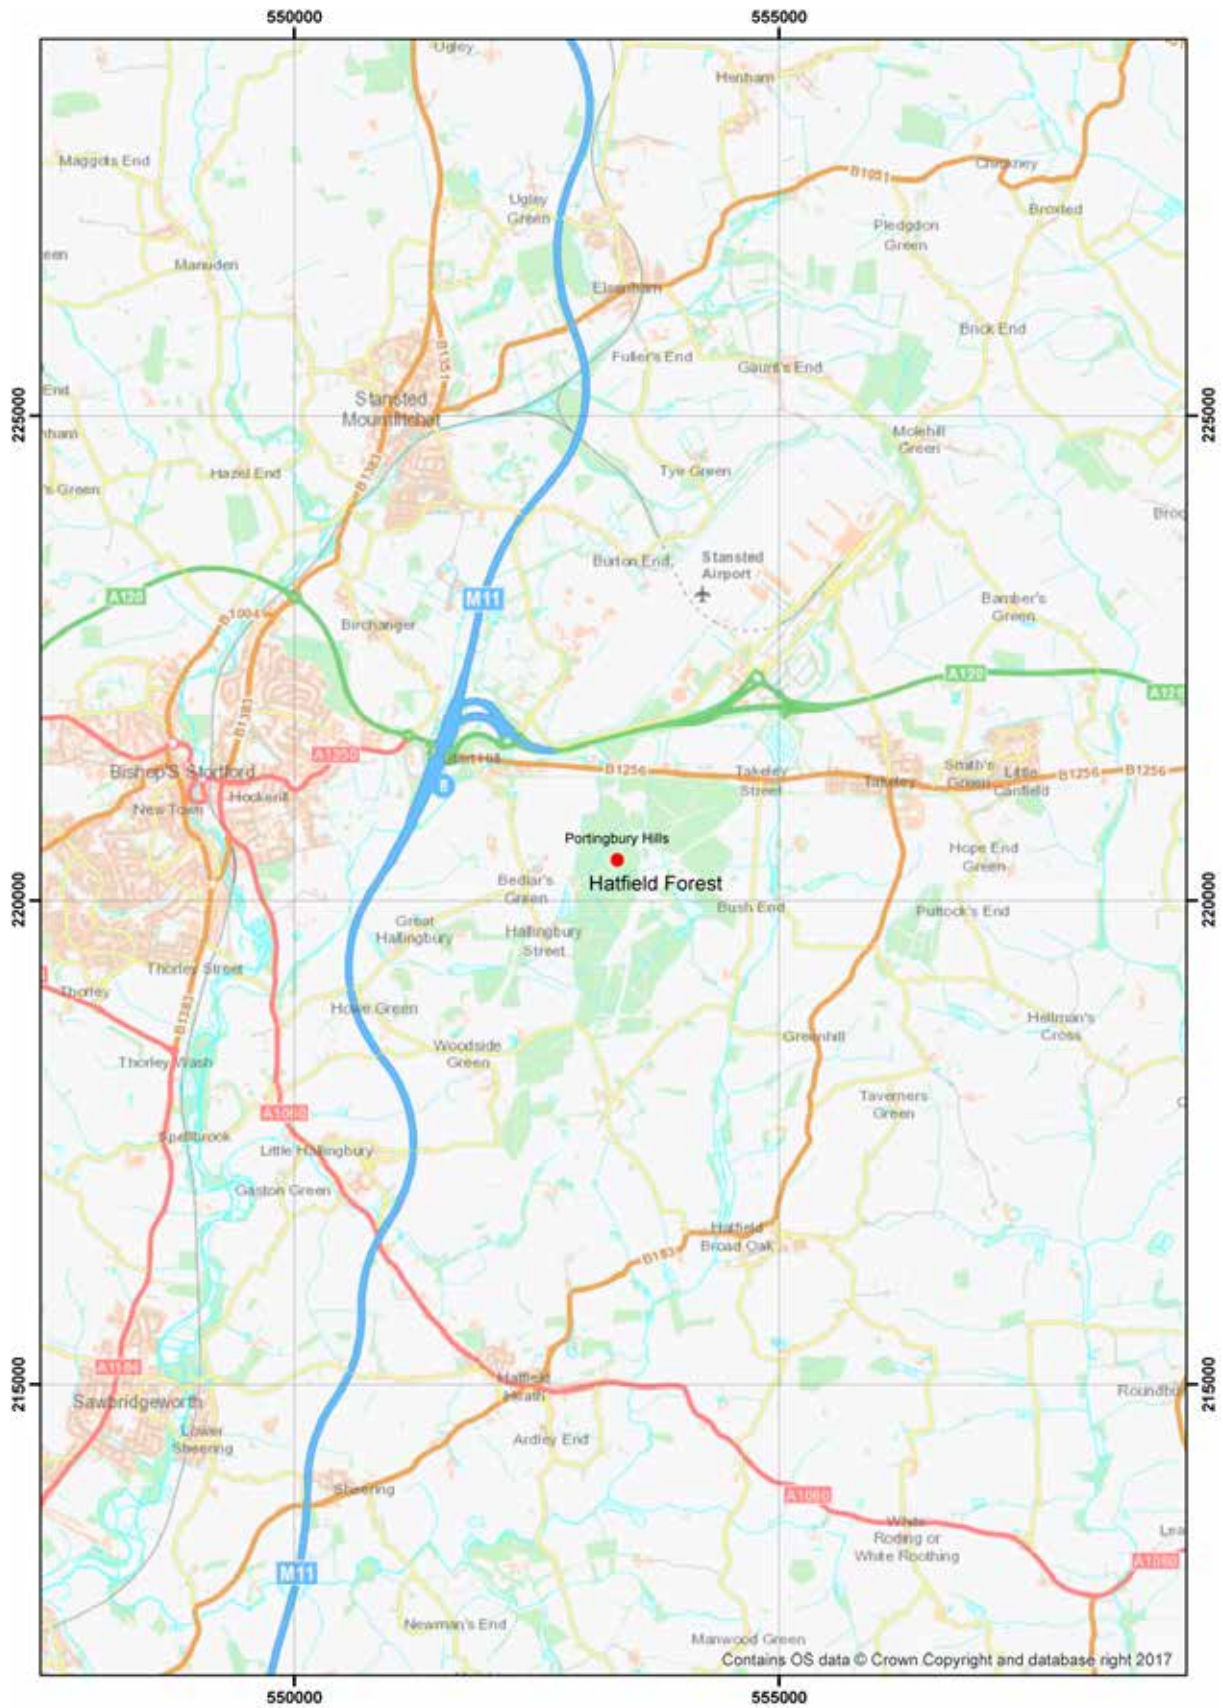 550000
555000
Ugley
Henham
Maggots End
B1051
Chickney
Ugley
Green
Broxted
Pledgdon
Green
Manuden
Elsenham
Brick End
B1351
Fuller's End
Gaunt's End
End
Stansted
Mountfitchet
225000
225000
Molehill
Green
Hazel End
B1383
Tye Green
's Green
Burton End
Stansted
Airport
A120
M11
B1004
Bamber's
Green
Birchanger
A120
B1383
A1250
Start Hill
Bishop'S Stortford
B1256
Takeley
Street
Takeley
Smith's
Green
Little
Canfield
B1256
B1256
8
Hockerill
New Town
Portingbury Hills
Hope End
Green
Bedlar's
Green
Hatfield Forest
220000
220000
Bush End
Puttock's End
Great
Hallingbury
Hallingbury
Street
Thorley Street
Thorley
B1383
Howe Green
Hellman's
Cross
Greenhill
Woodside
Green
Thorley Wash
Taverners
Green
A1060
Spellbrook
Little Hallingbury
Gaston Green
Hatfield
Broad Oak
B183
A1184
Hatfield
Heath
215000
215000
Sawbridgeworth
Lower
Sheering
Ardley End
Sheering
A1060
White
Roding or
White Roothing
A1060
M11
Newman's End
Manwood Green
Contains OS data © Crown Copyright and database right 2017
550000
555000